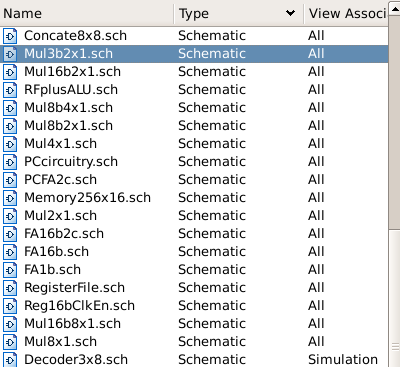 Name Type View Associ
Concate8x8.sch Schematic All
Mul3b2x1.sch Schematic All
Mul16b2x1.sch Schematic All
RFplusALU.sch Schematic All
Mul8b4x1.sch Schematic All
Mul8b2x1.sch Schematic All
Mul4x1.sch Schematic All
PCcircuitry.sch Schematic All
PCFA2c.sch Schematic All
Memory256x16.sch Schematic All
Mul2x1.sch Schematic All
FA16b2c.sch Schematic All
FA16b.sch Schematic All
FA1b.sch Schematic All
RegisterFile.sch Schematic All
Reg16bClkEn.sch Schematic All
Mul16b8x1.sch Schematic All
Mul8x1.sch Schematic All
Decoder3x8.sch Schematic Simulation